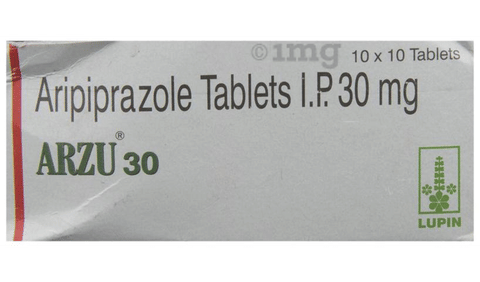 ©1mg
10 x 10 Tablets
Aripiprazole Tablets I.P. 30 mg
ARZU® 30
LUPIN